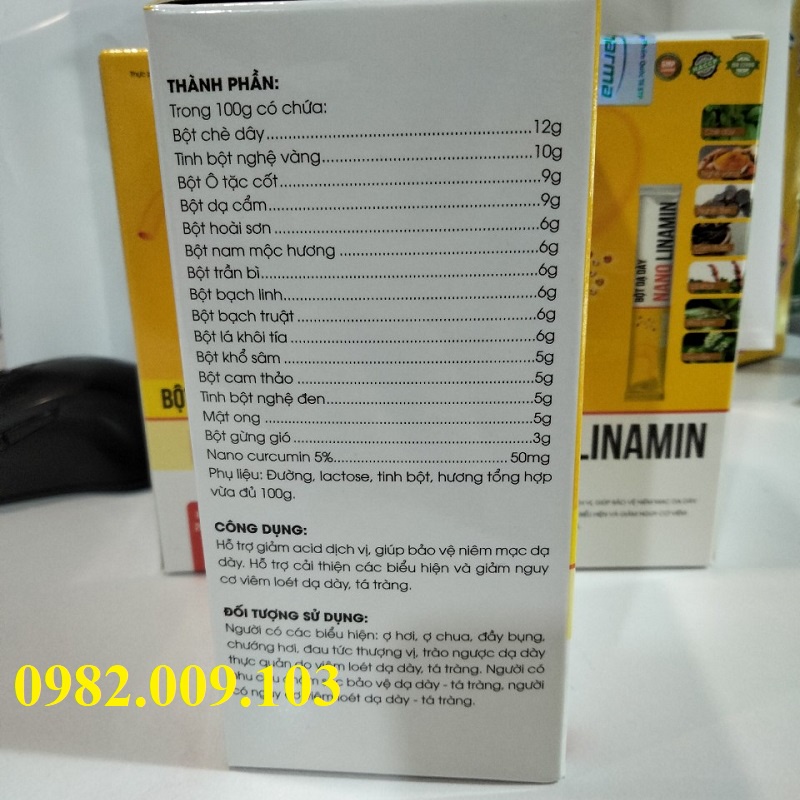 THÀNH PHẦN:
Trong 100g có chứa:
Bột chè dây..................................................12g
Tinh bột nghệ vàng........................................10g
Bột Ô tặc cốt..................................................9g
Bột dạ cẩm.....................................................9g
Bột hoài sơn...................................................6g
Bột nam mộc hương .......................................6g
Bột trần bì......................................................6g
Bột bạch linh...................................................6g
Bột bạch truật ................................................6g
Bột lá khôi tía .................................................6g
Bột khổ sâm ...................................................5g
Bột cam thảo ..................................................5g
Tinh bột nghệ đen...........................................5g
Mật ong .........................................................5g
Bột gừng gió...................................................3g
Nano curcumin 5%....................................50mg
Phụ liệu: Đường, lactose, tinh bột, hương tổng hợp
vừa đủ 100g.
CÔNG DỤNG:
Hỗ trợ giảm acid dịch vị, giúp bảo vệ niêm mạc dạ
dày. Hỗ trợ cải thiện các biểu hiện và giảm nguy
cơ viêm loét dạ dày, tá tràng.
ĐỐI TƯỢNG SỬ DỤNG:
Người có các biểu hiện: ợ hơi, ợ chua, đầy bụng,
chướng hơi, đau tức thượng vị, trào ngược dạ dày
thực quản do viêm loét dạ dày, tá tràng. Người có
bảo vệ dạ dày - tá tràng, người
viêm loét dạ dày - tá tràng.
0982.009.103
BỘT DẠ DÀY
NANO LINAMIN
LINAMIN
harma
BỘ